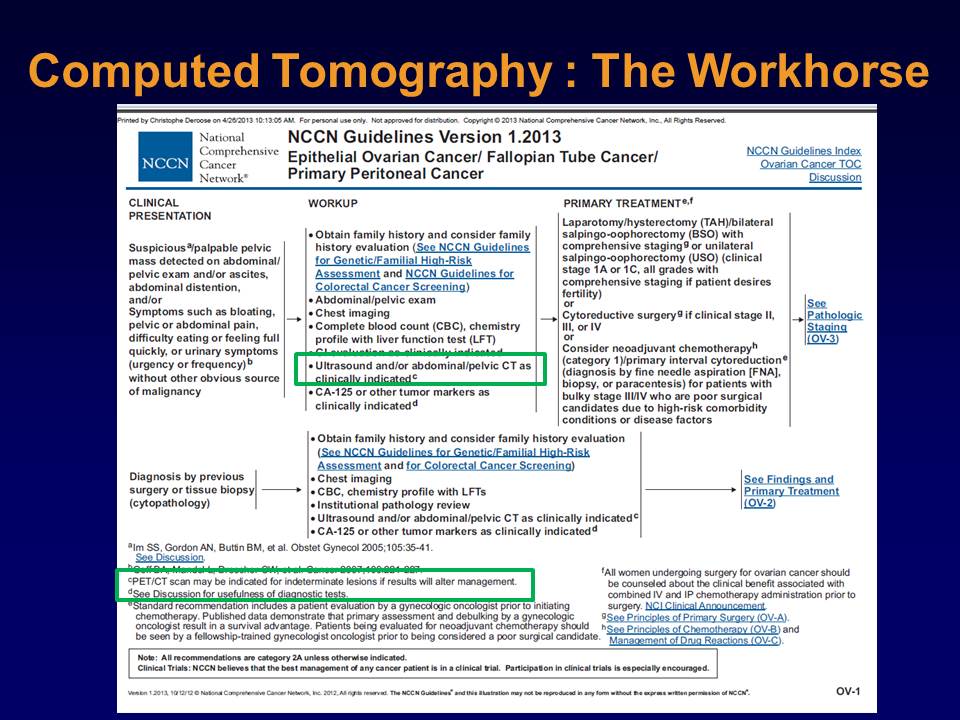 Computed Tomography : The Workhorse
Printed by Christophe Deroose on 4/26/2013 10:13:05 AM. For personal use only. Not approved for distribution. Copyright © 2013 National Comprehensive Cancer Network, Inc., All Rights Reserved.
NCCN
National
Comprehensive
Cancer
Network®
NCCN Guidelines Version 1.2013
Epithelial Ovarian Cancer/ Fallopian Tube Cancer/
Primary Peritoneal Cancer
NCCN Guidelines Index
Ovarian Cancer TOC
Discussion
CLINICAL
PRESENTATION
Suspiciousᵃ/palpable pelvic
mass detected on abdominal/
pelvic exam and/or ascites,
abdominal distention,
and/or
Symptoms such as bloating,
pelvic or abdominal pain,
difficulty eating or feeling full
quickly, or urinary symptoms
(urgency or frequency)ᵇ
without other obvious source
of malignancy
WORKUP
• Obtain family history and consider family
history evaluation (See NCCN Guidelines
for Genetic/Familial High-Risk
Assessment and NCCN Guidelines for
Colorectal Cancer Screening)
• Abdominal/pelvic exam
• Chest imaging
• Complete blood count (CBC), chemistry
profile with liver function test (LFT)
• GI evaluation as clinically indicated
• Ultrasound and/or abdominal/pelvic CT as
clinically indicatedᶜ
• CA-125 or other tumor markers as
clinically indicatedᵈ
PRIMARY TREATMENTᵉ,ᶠ
Laparotomy/hysterectomy (TAH)/bilateral
salpingo-oophorectomy (BSO) with
comprehensive stagingᵍ or unilateral
salpingo-oophorectomy (USO) (clinical
stage 1A or 1C, all grades with
comprehensive staging if patient desires
fertility)
or
Cytoreductive surgeryᵍ if clinical stage II,
III, or IV
or
Consider neoadjuvant chemotherapyʰ
(category 1)/primary interval cytoreductionᵉ
(diagnosis by fine needle aspiration [FNA],
biopsy, or paracentesis) for patients with
bulky stage III/IV who are poor surgical
candidates due to high-risk comorbidity
conditions or disease factors
See
Pathologic
Staging
(OV-3)
Diagnosis by previous
surgery or tissue biopsy
(cytopathology)
• Obtain family history and consider family history evaluation
(See NCCN Guidelines for Genetic/Familial High-Risk
Assessment and for Colorectal Cancer Screening)
• Chest imaging
• CBC, chemistry profile with LFTs
• Institutional pathology review
• Ultrasound and/or abdominal/pelvic CT as clinically indicatedᶜ
• CA-125 or other tumor markers as clinically indicatedᵈ
See Findings and
Primary Treatment
(OV-2)
ᵃIm SS, Gordon AN, Buttin BM, et al. Obstet Gynecol 2005;105:35-41.
See Discussion.
ᶜPET/CT scan may be indicated for indeterminate lesions if results will alter management.
ᵈSee Discussion for usefulness of diagnostic tests.
ᵉStandard recommendation includes a patient evaluation by a gynecologic oncologist prior to initiating
chemotherapy. Published data demonstrate that primary assessment and debulking by a gynecologic
oncologist result in a survival advantage. Patients being evaluated for neoadjuvant chemotherapy should
be seen by a fellowship-trained gynecologist oncologist prior to being considered a poor surgical candidate.
ᶠAll women undergoing surgery for ovarian cancer should
be counseled about the clinical benefit associated with
combined IV and IP chemotherapy administration prior to
surgery. NCI Clinical Announcement.
ᵍSee Principles of Primary Surgery (OV-A).
ʰSee Principles of Chemotherapy (OV-B) and
Management of Drug Reactions (OV-C).
Note: All recommendations are category 2A unless otherwise indicated.
Clinical Trials: NCCN believes that the best management of any cancer patient is in a clinical trial. Participation in clinical trials is especially encouraged.
Version 1.2013, 10/12/12 © National Comprehensive Cancer Network, Inc. 2012, All rights reserved. The NCCN Guidelines® and this illustration may not be reproduced in any form without the express written permission of NCCN®.
OV-1